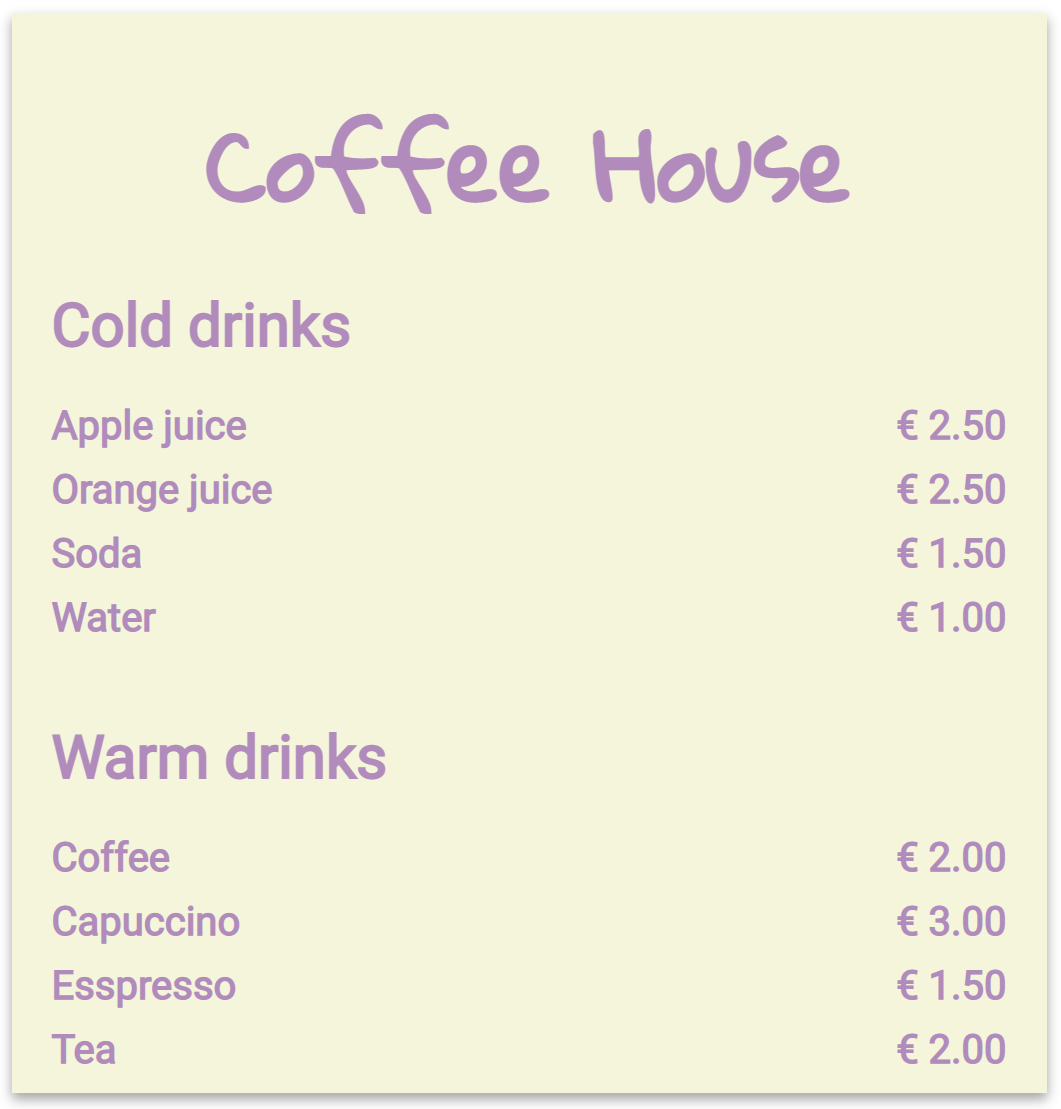 Coffee House
Cold drinks
Apple juice € 2.50
Orange juice € 2.50
Soda € 1.50
Water € 1.00
Warm drinks
Coffee € 2.00
Capuccino € 3.00
Esspresso € 1.50
Tea € 2.00